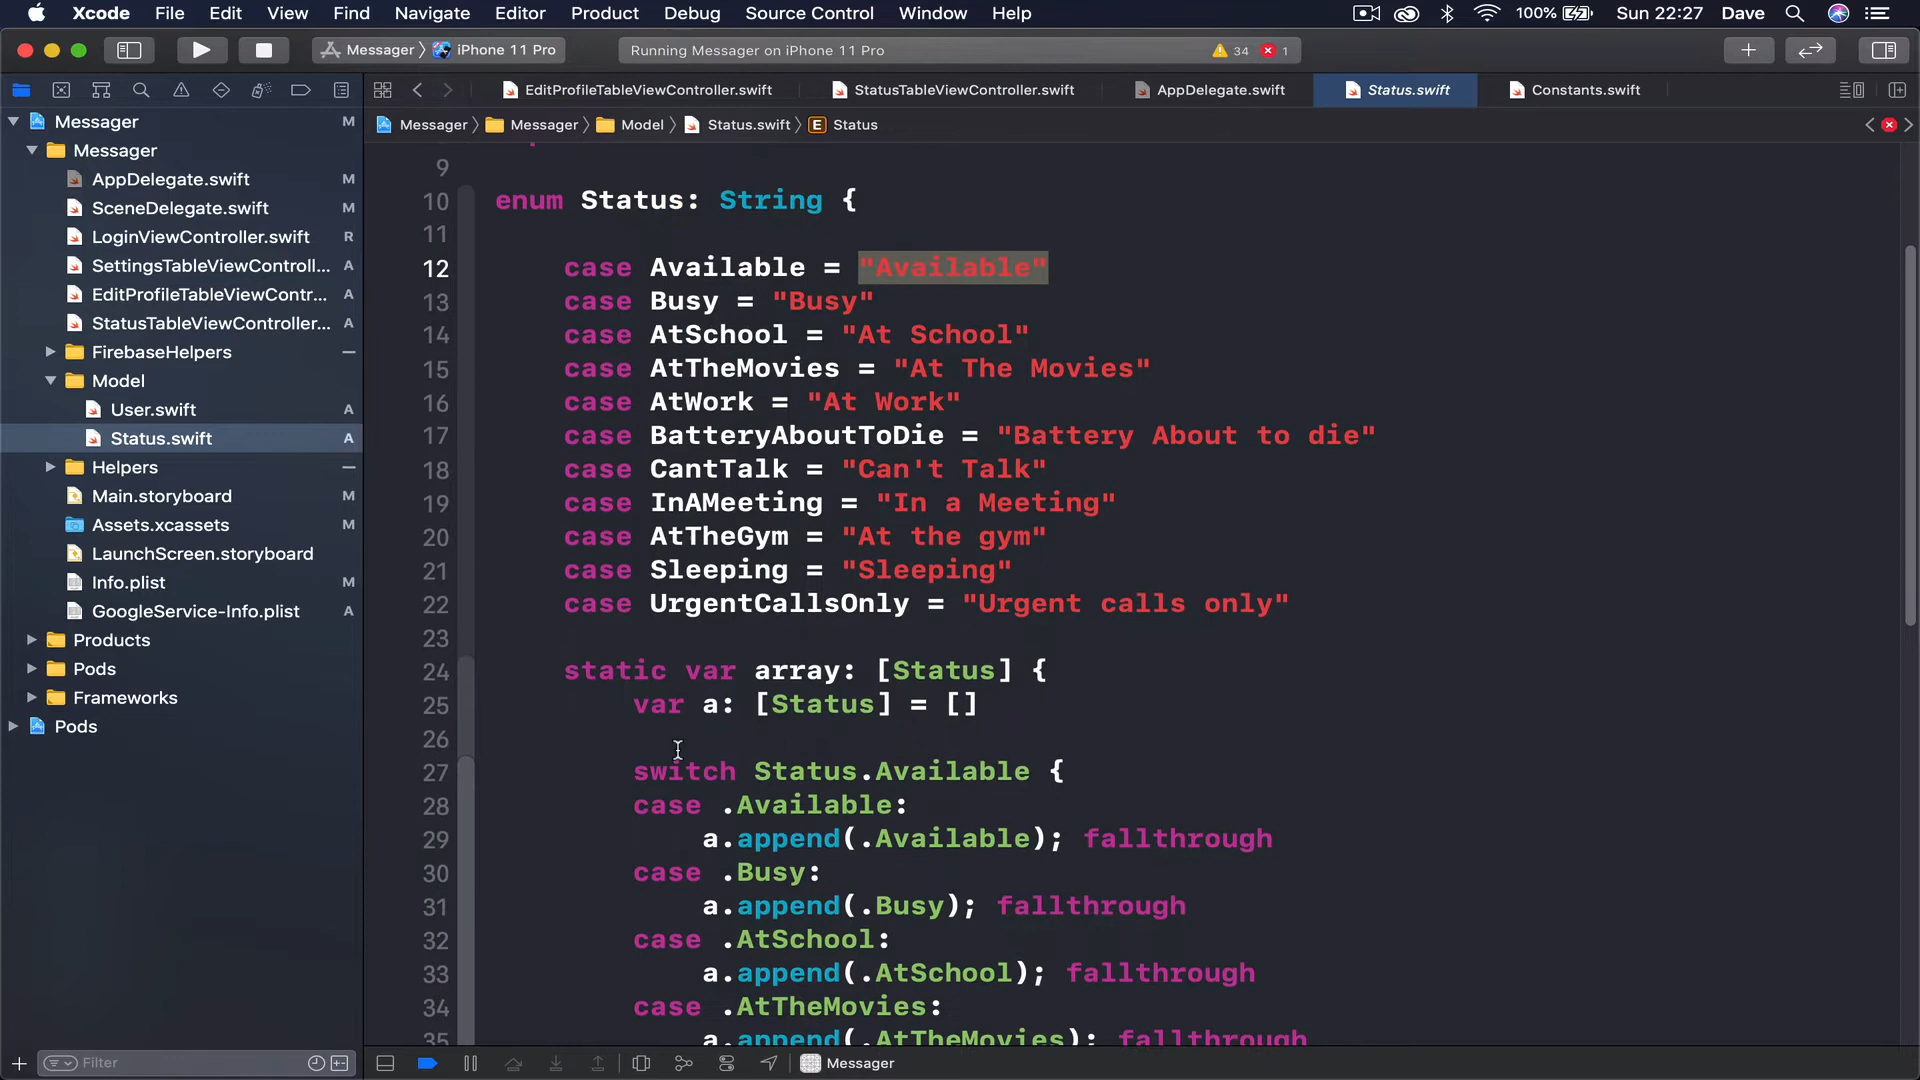 Xcode File Edit View Find Navigate Editor Product Debug Source Control Window Help 100% Sun 22:27 Dave
Messager iPhone 11 Pro Running Messager on iPhone 11 Pro 34 1
EditProfileTableViewController.swift StatusTableViewController.swift AppDelegate.swift Status.swift Constants.swift
Messager Messager Model Status.swift E Status
Messager M
Messager
AppDelegate.swift M
SceneDelegate.swift M
LoginViewController.swift R
SettingsTableViewControll... A
EditProfileTableViewContr... A
StatusTableViewController... A
FirebaseHelpers
Model
User.swift A
Status.swift A
Helpers
Main.storyboard M
Assets.xcassets M
LaunchScreen.storyboard
Info.plist M
GoogleService-Info.plist A
Products
Pods
Frameworks
Pods
Filter
9
10 enum Status: String {
11
12 case Available = "Available"
13 case Busy = "Busy"
14 case AtSchool = "At School"
15 case AtTheMovies = "At The Movies"
16 case AtWork = "At Work"
17 case BatteryAboutToDie = "Battery About to die"
18 case CantTalk = "Can't Talk"
19 case InAMeeting = "In a Meeting"
20 case AtTheGym = "At the gym"
21 case Sleeping = "Sleeping"
22 case UrgentCallsOnly = "Urgent calls only"
23
24 static var array: [Status] {
25 var a: [Status] = []
26
27 switch Status.Available {
28 case .Available:
29 a.append(.Available); fallthrough
30 case .Busy:
31 a.append(.Busy); fallthrough
32 case .AtSchool:
33 a.append(.AtSchool); fallthrough
34 case .AtTheMovies:
35 a.append(.AtTheMovies); fallthrough
Messager